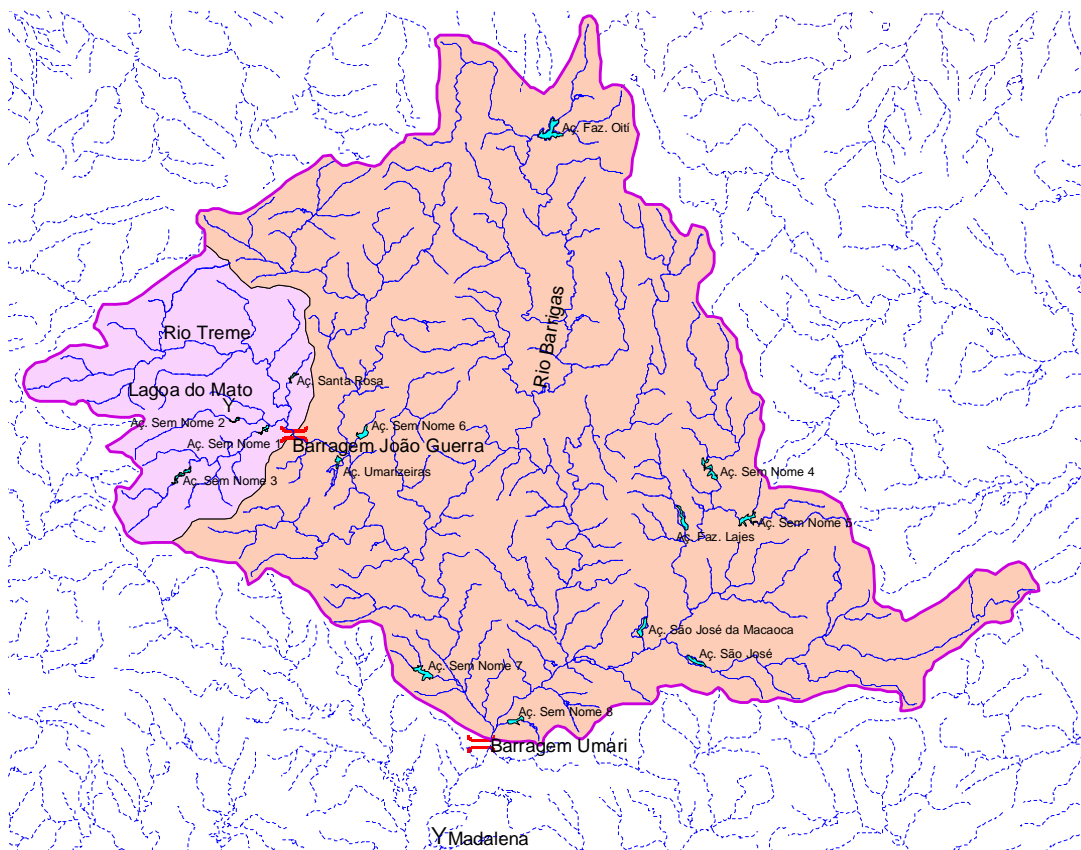 Aç. Faz. Oití
Rio Barrigas
Rio Treme
Aç. Santa Rosa
Lagoa do Mato
Y
Aç. Sem Nome 2
Aç. Sem Nome 6
Aç. Sem Nome 1
Barragem João Guerra
Aç. Umarizeiras
Aç. Sem Nome 4
Aç. Sem Nome 3
Aç. Sem Nome 5
Aç. Faz. Lajes
Aç. São José da Macaoca
Aç. São José
Aç. Sem Nome 7
Aç. Sem Nome 8
Barragem Umari
Y Madalena